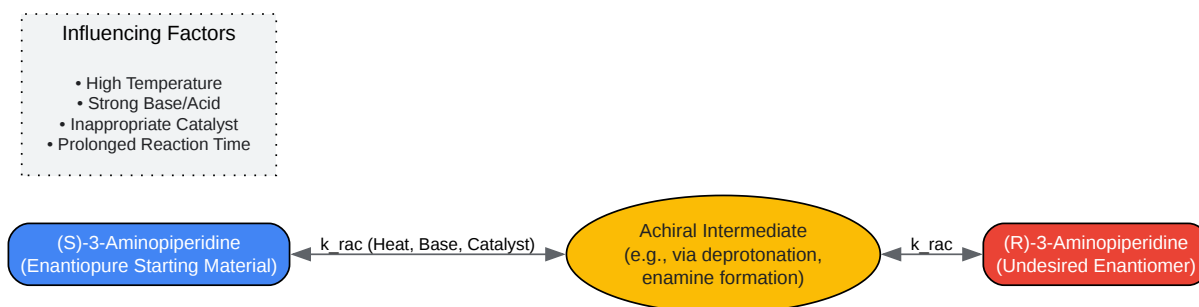 Influencing Factors
• High Temperature
• Strong Base/Acid
• Inappropriate Catalyst
• Prolonged Reaction Time
(S)-3-Aminopiperidine
(Enantiopure Starting Material)
k_rac (Heat, Base, Catalyst)
Achiral Intermediate
(e.g., via deprotonation,
enamine formation)
k_rac
(R)-3-Aminopiperidine
(Undesired Enantiomer)